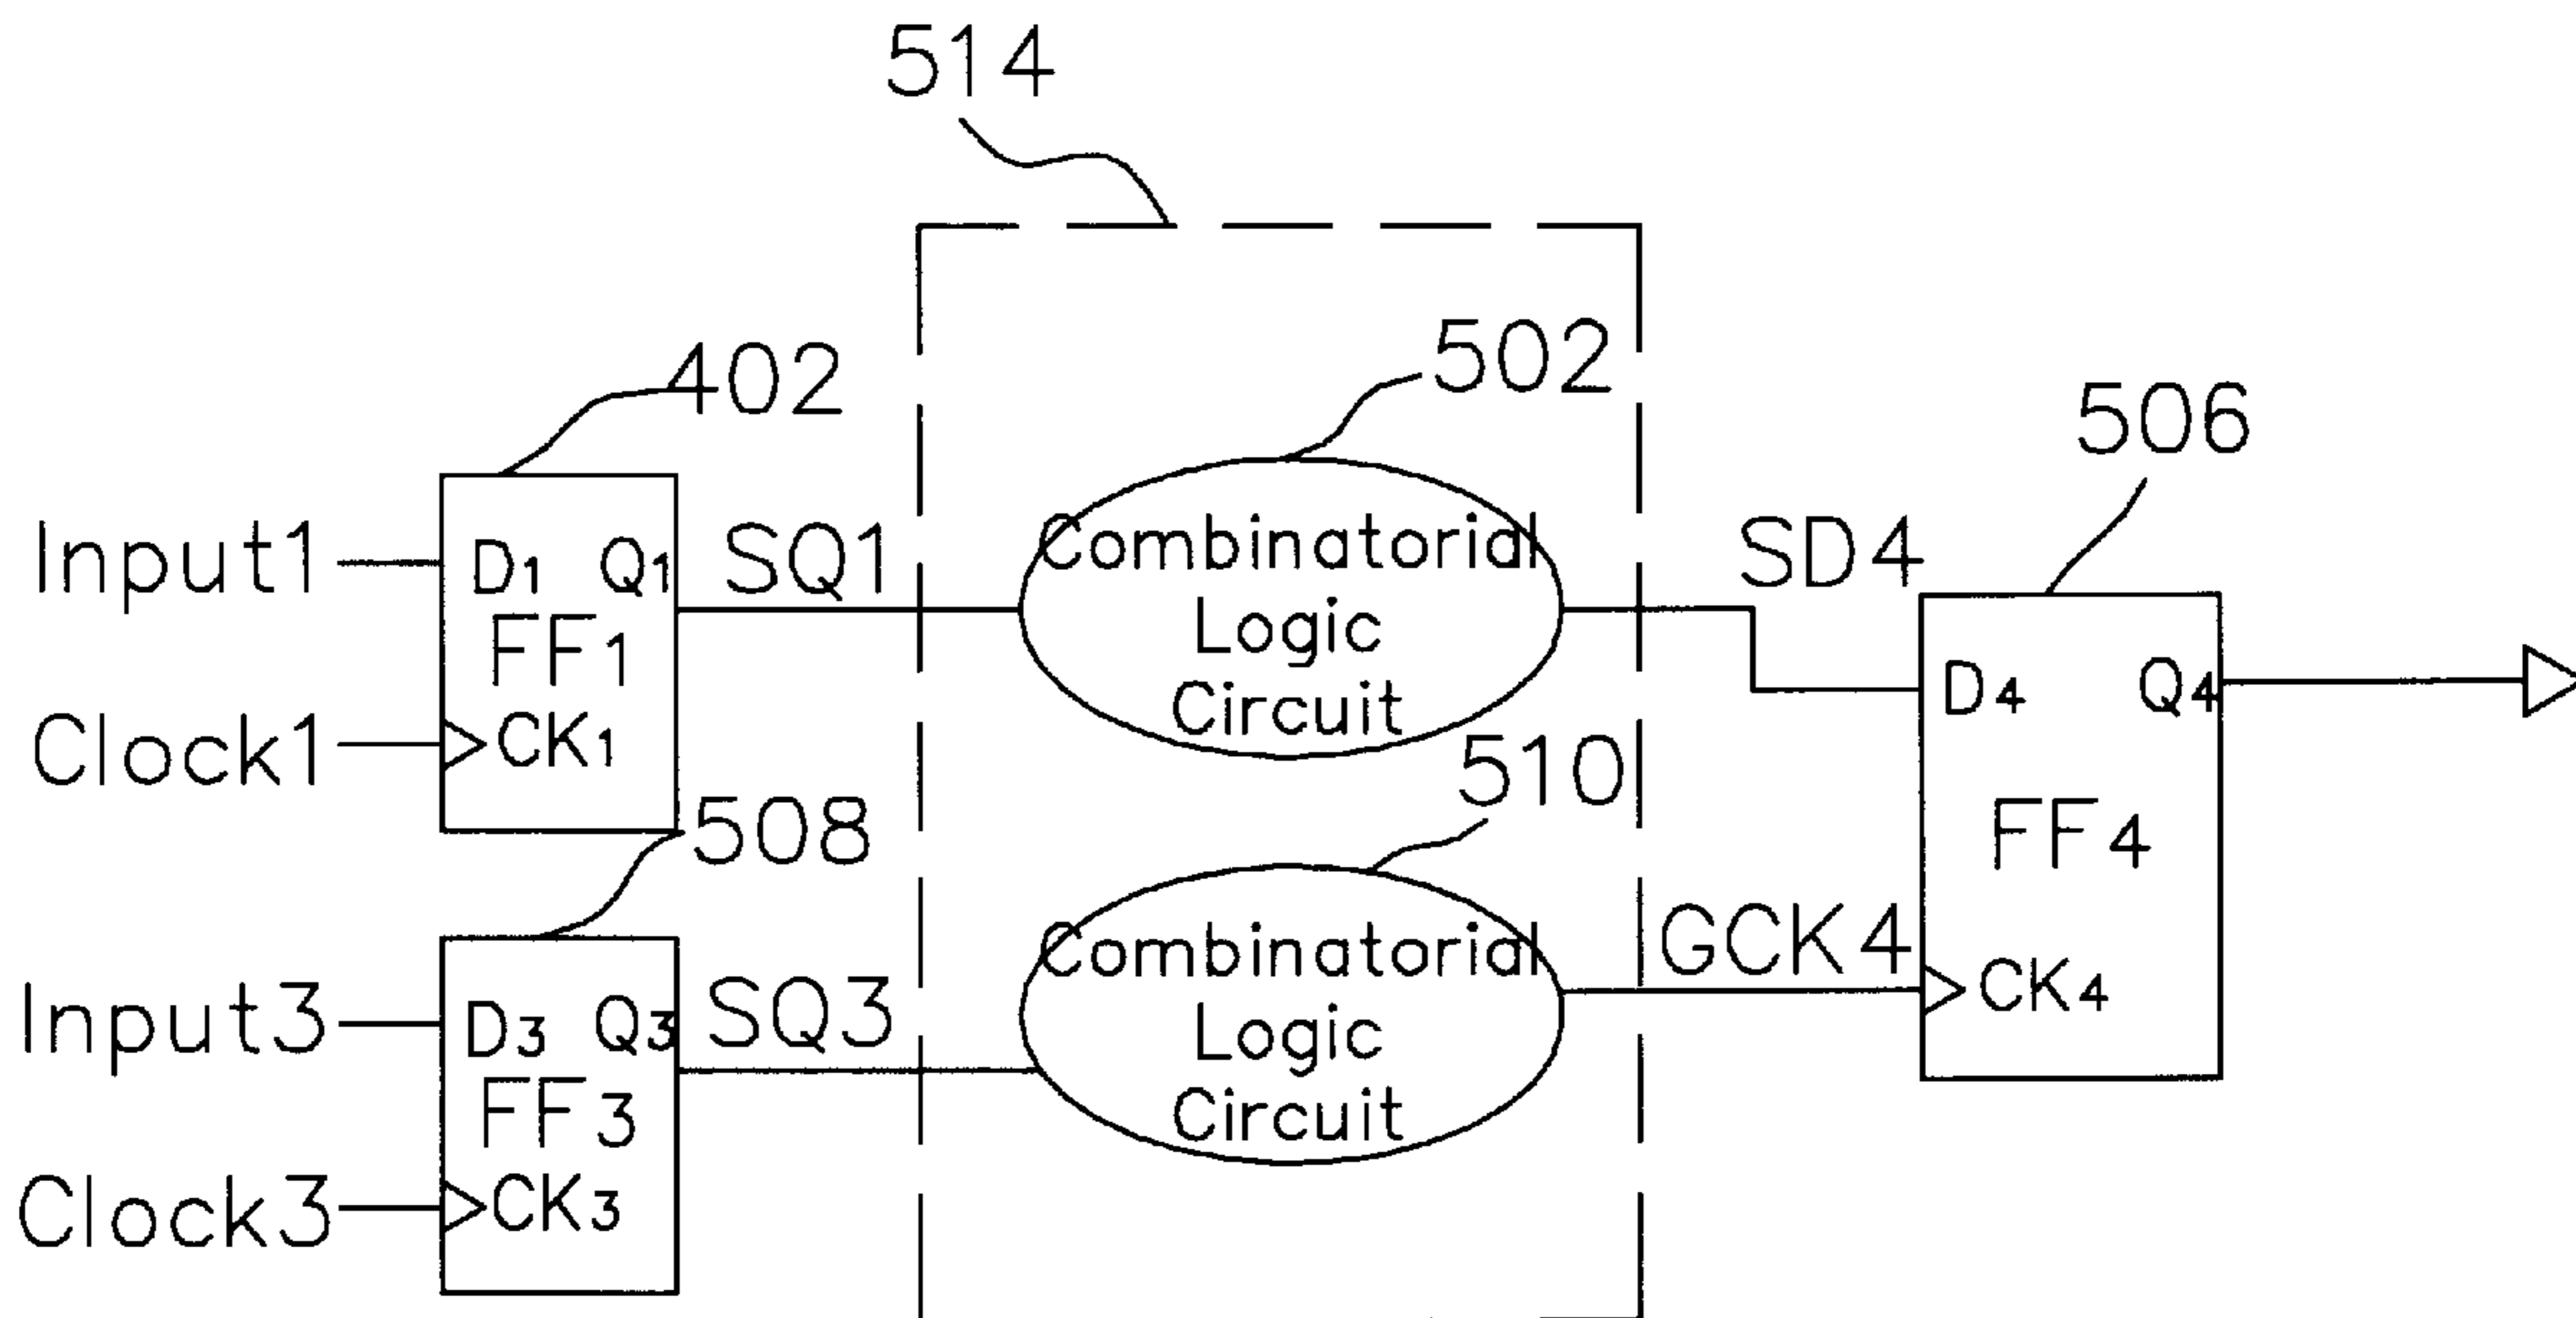 514
402
502
506
Input1
D1 Q1
FF1
CK1
Clock1
SQ1
Combinatorial
Logic
Circuit
SD4
D4 Q4
FF4
CK4
508
510
Input3
D3 Q3
FF3
CK3
Clock3
SQ3
Combinatorial
Logic
Circuit
GCK4